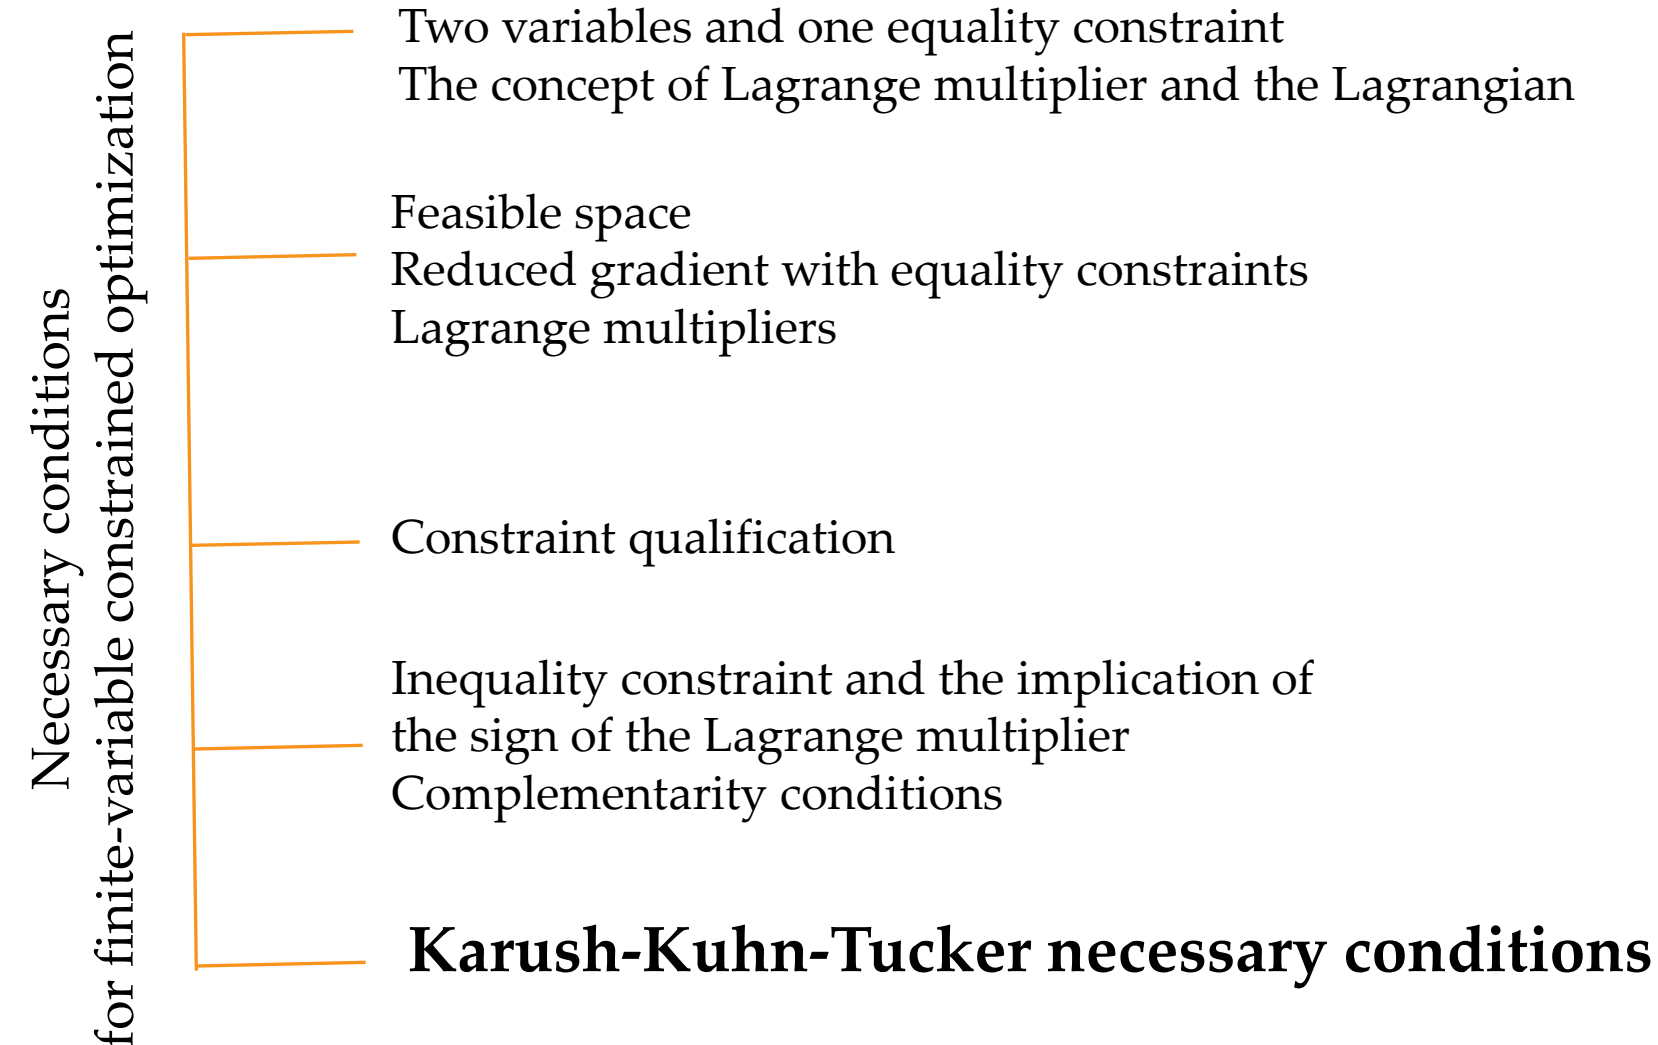 Necessary conditions
for finite-variable constrained optimization
Two variables and one equality constraint
The concept of Lagrange multiplier and the Lagrangian
Feasible space
Reduced gradient with equality constraints
Lagrange multipliers
Constraint qualification
Inequality constraint and the implication of
the sign of the Lagrange multiplier
Complementarity conditions
Karush-Kuhn-Tucker necessary conditions